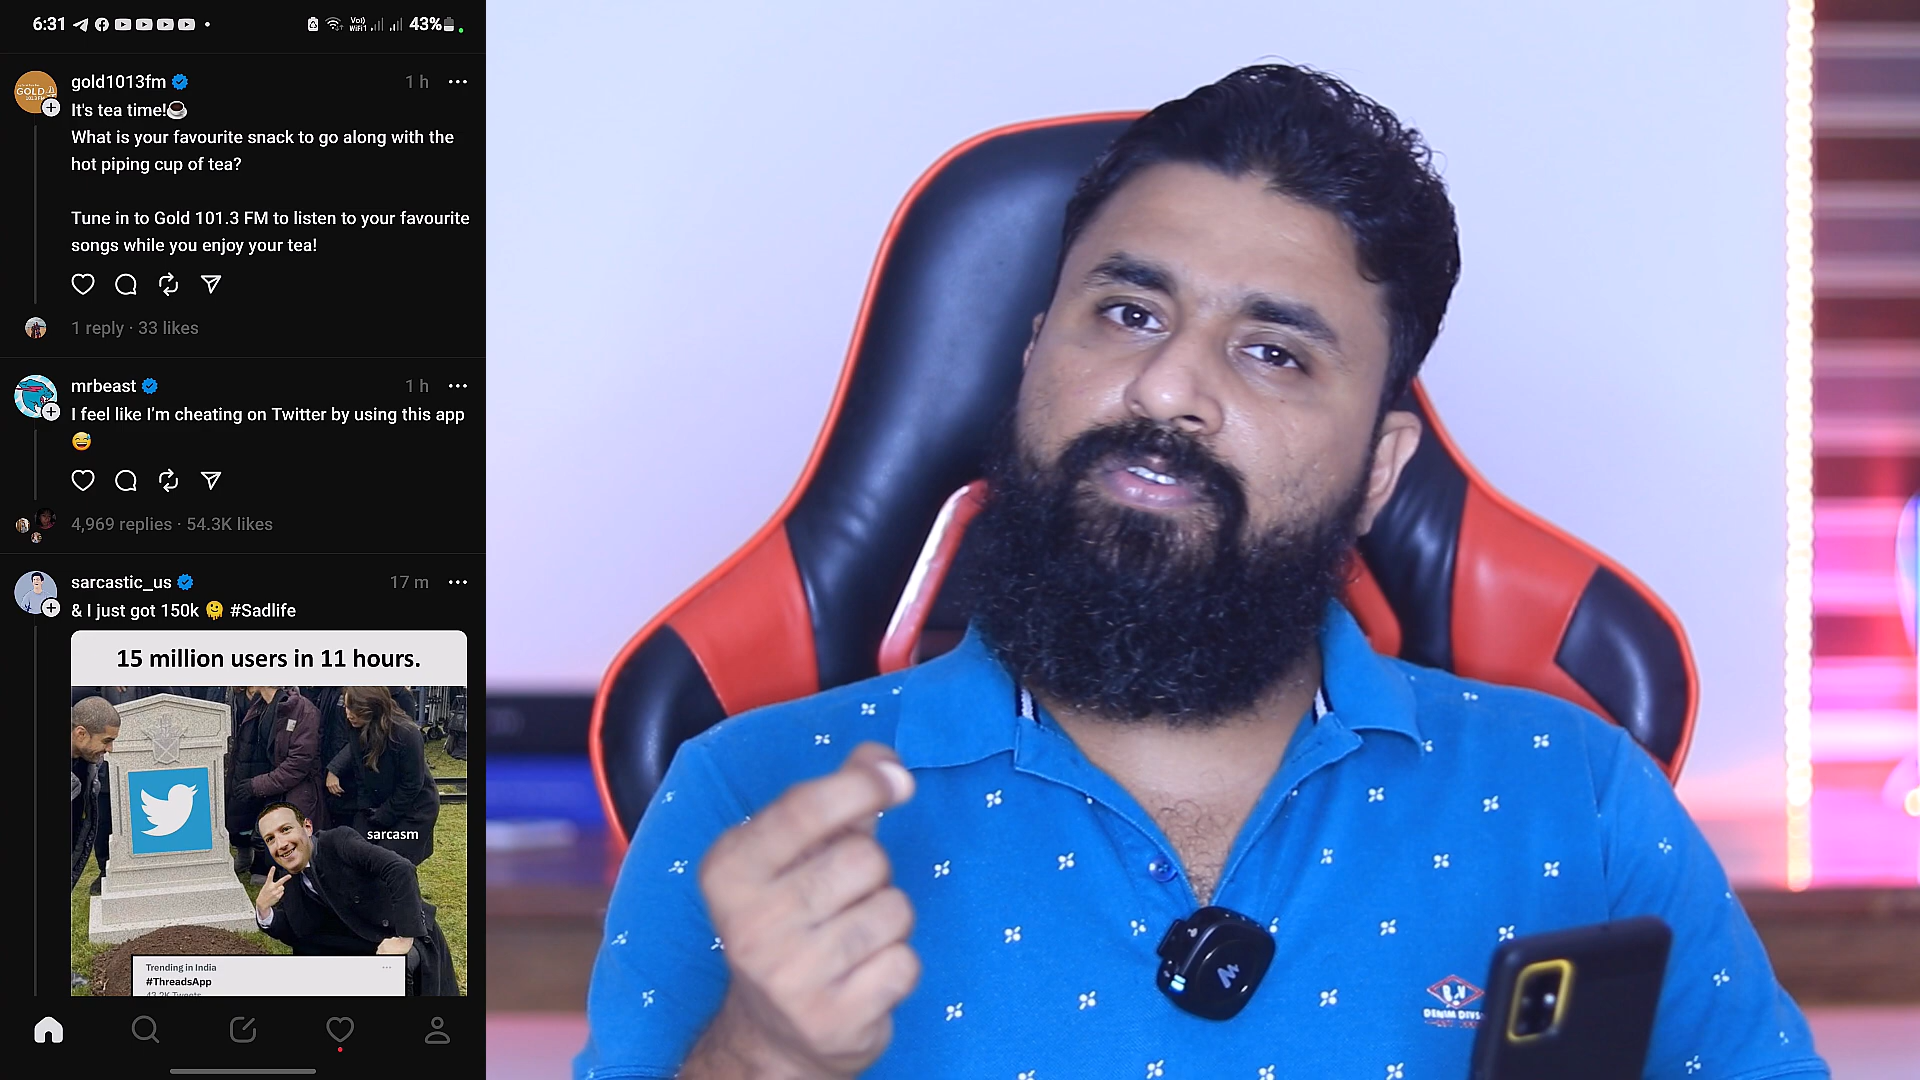 6:31
Vo)
WiFi1
43%
GOLD
gold1013fm
1 h
It's tea time!☕
What is your favourite snack to go along with the
hot piping cup of tea?
Tune in to Gold 101.3 FM to listen to your favourite
songs while you enjoy your tea!
1 reply · 33 likes
mrbeast
1 h
I feel like I'm cheating on Twitter by using this app
😅
4,969 replies · 54.3K likes
sarcastic_us
17 m
& I just got 150k 🫠 #Sadlife
15 million users in 11 hours.
sarcasm
Trending in India
#ThreadsApp
DENIM